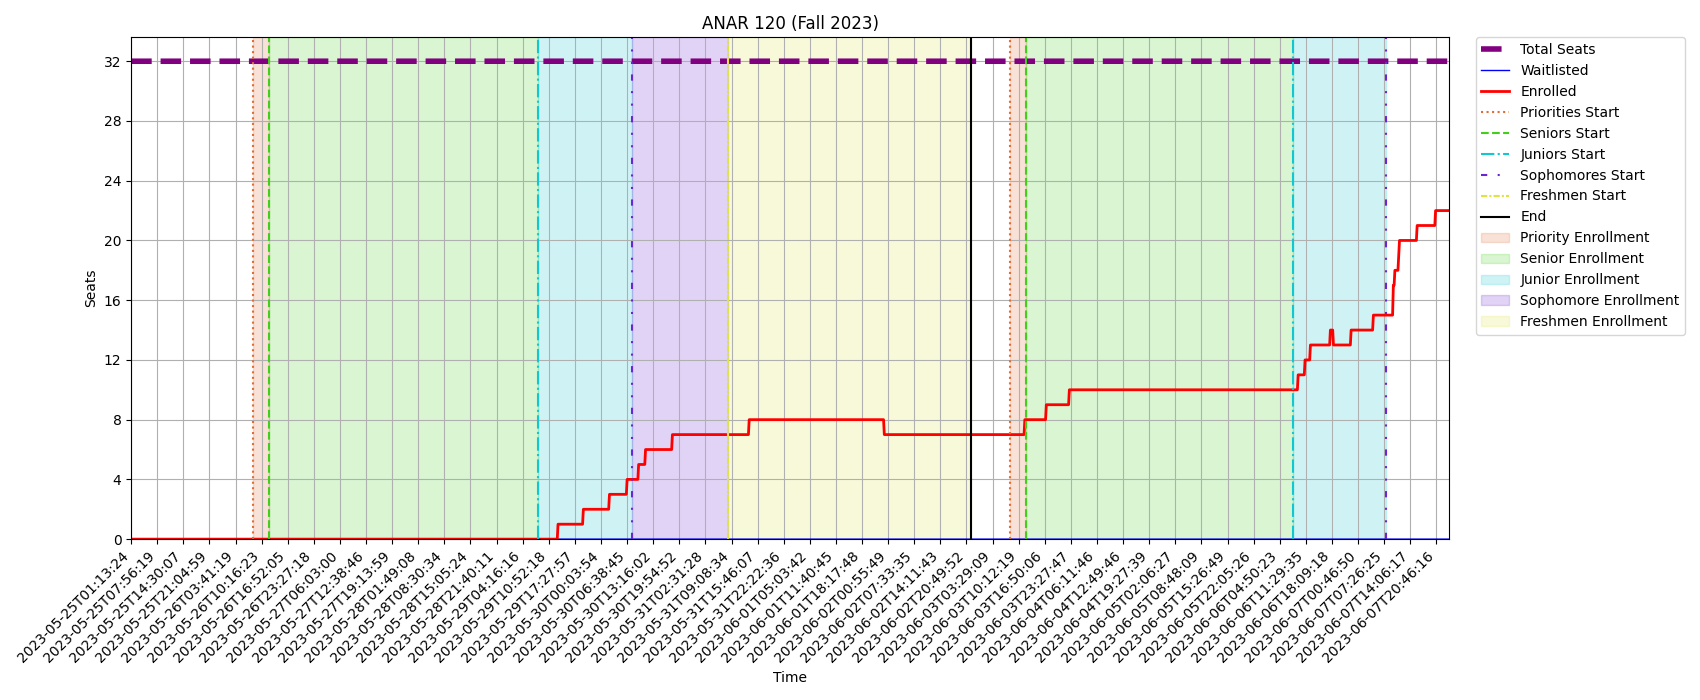 ANAR 120 (Fall 2023)
Seats
32
28
24
20
16
12
8
4
0
2023-05-25T01:13:24
2023-05-25T07:56:19
2023-05-25T14:30:07
2023-05-25T21:04:59
2023-05-26T03:41:19
2023-05-26T10:16:23
2023-05-26T16:52:05
2023-05-26T23:27:18
2023-05-27T06:03:00
2023-05-27T12:38:46
2023-05-27T19:13:59
2023-05-28T01:49:08
2023-05-28T08:30:34
2023-05-28T15:05:24
2023-05-28T21:40:11
2023-05-29T04:16:16
2023-05-29T10:52:18
2023-05-29T17:27:57
2023-05-30T00:03:54
2023-05-30T06:38:45
2023-05-30T13:16:02
2023-05-30T19:54:52
2023-05-31T02:31:28
2023-05-31T09:08:34
2023-05-31T15:46:07
2023-05-31T22:22:36
2023-06-01T05:03:42
2023-06-01T11:40:45
2023-06-01T18:17:48
2023-06-02T00:55:49
2023-06-02T07:33:35
2023-06-02T14:11:43
2023-06-02T20:49:52
2023-06-03T03:29:09
2023-06-03T10:12:19
2023-06-03T16:50:06
2023-06-03T23:27:47
2023-06-04T06:11:46
2023-06-04T12:49:46
2023-06-04T19:27:39
2023-06-05T02:06:27
2023-06-05T08:48:09
2023-06-05T15:26:49
2023-06-05T22:05:26
2023-06-06T04:50:23
2023-06-06T11:29:35
2023-06-06T18:09:18
2023-06-07T00:46:50
2023-06-07T07:26:25
2023-06-07T14:06:17
2023-06-07T20:46:16
Time
Total Seats
Waitlisted
Enrolled
Priorities Start
Seniors Start
Juniors Start
Sophomores Start
Freshmen Start
End
Priority Enrollment
Senior Enrollment
Junior Enrollment
Sophomore Enrollment
Freshmen Enrollment